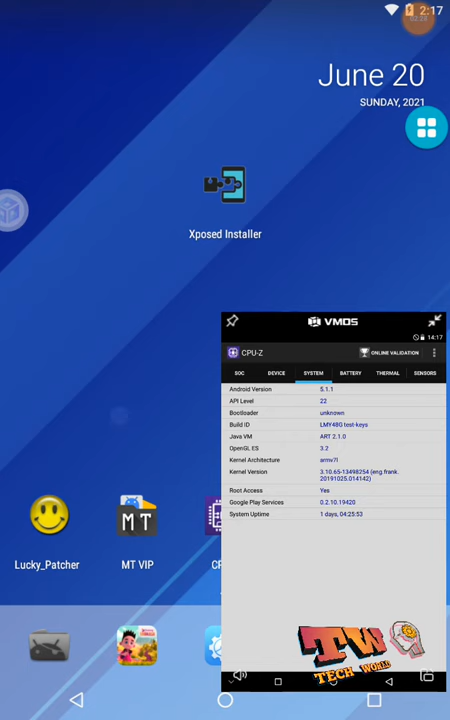 2:17
02:58
June 20
SUNDAY, 2021
Xposed Installer
VMOS
14:17
CPU-Z
ONLINE VALIDATION
SOC DEVICE SYSTEM BATTERY THERMAL SENSORS
Android Version 5.1.1
API Level 22
Bootloader unknown
Build ID LMY48G test-keys
Java VM ART 2.1.0
OpenGL ES 3.2
Kernel Architecture armv7l
Kernel Version 3.10.65-13498254 (eng.frank.
20191025.014142)
Root Access Yes
Google Play Services 0.2.10.19420
System Uptime 1 days, 04:25:53
MT
Lucky_Patcher
MT VIP
CP
TW
TECH WORLD